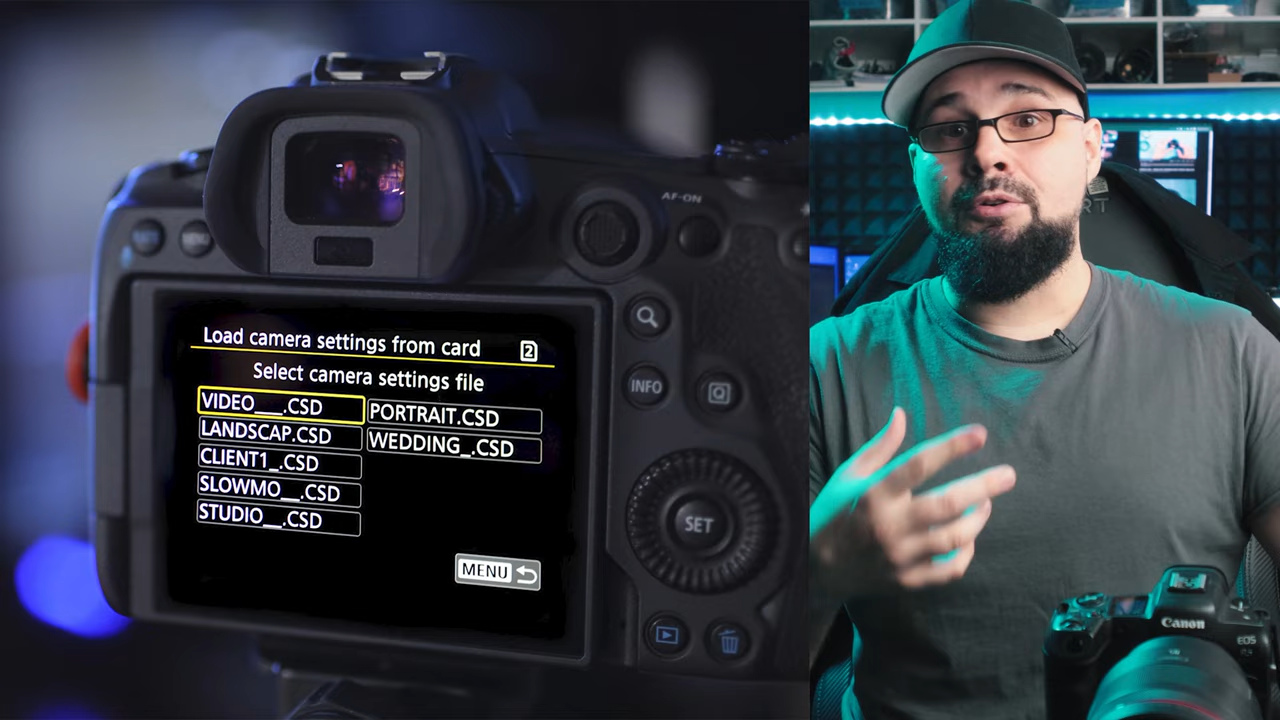 AF-ON
Load camera settings from card 2
Select camera settings file
VIDEO___.CSD
LANDSCAP.CSD
CLIENT1_.CSD
SLOWMO__.CSD
STUDIO__.CSD
PORTRAIT.CSD
WEDDING_.CSD
MENU
INFO
Q
SET
Canon
EOS